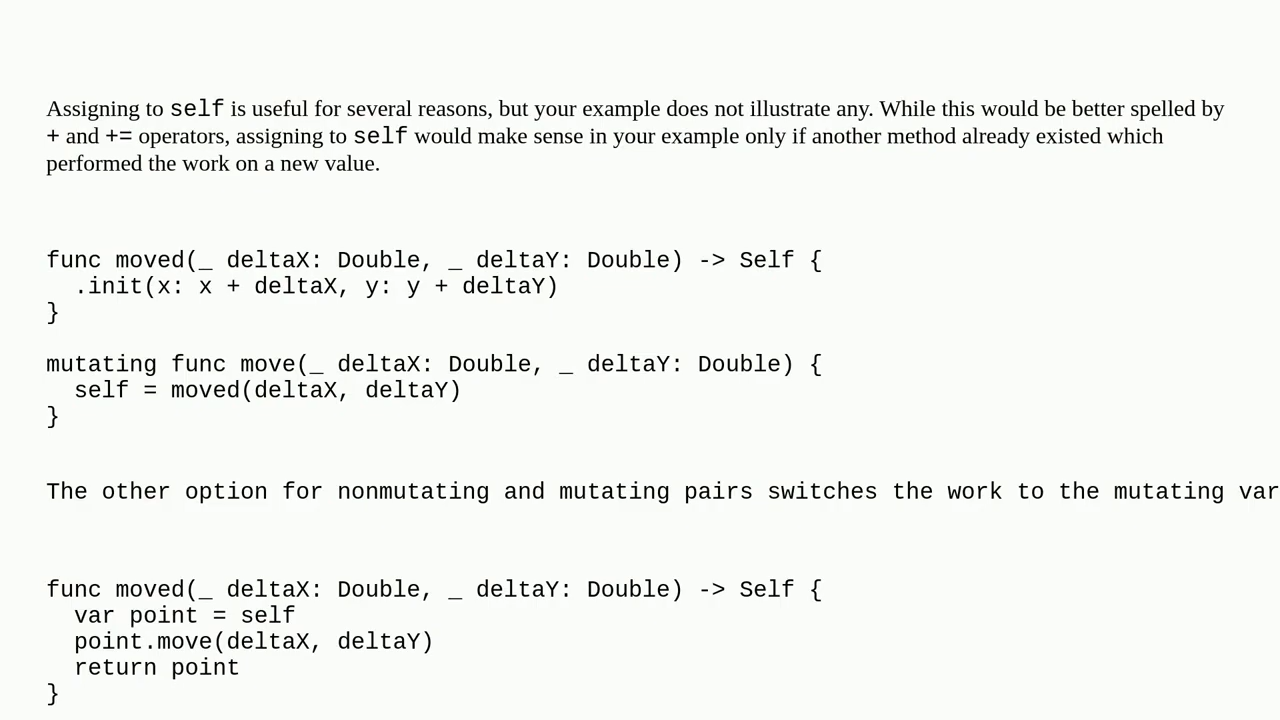 Assigning to self is useful for several reasons, but your example does not illustrate any. While this would be better spelled by
+ and += operators, assigning to self would make sense in your example only if another method already existed which
performed the work on a new value.
func moved(_ deltaX: Double, _ deltaY: Double) -> Self {
  .init(x: x + deltaX, y: y + deltaY)
}
mutating func move(_ deltaX: Double, _ deltaY: Double) {
  self = moved(deltaX, deltaY)
}
The other option for nonmutating and mutating pairs switches the work to the mutating var
func moved(_ deltaX: Double, _ deltaY: Double) -> Self {
  var point = self
  point.move(deltaX, deltaY)
  return point
}